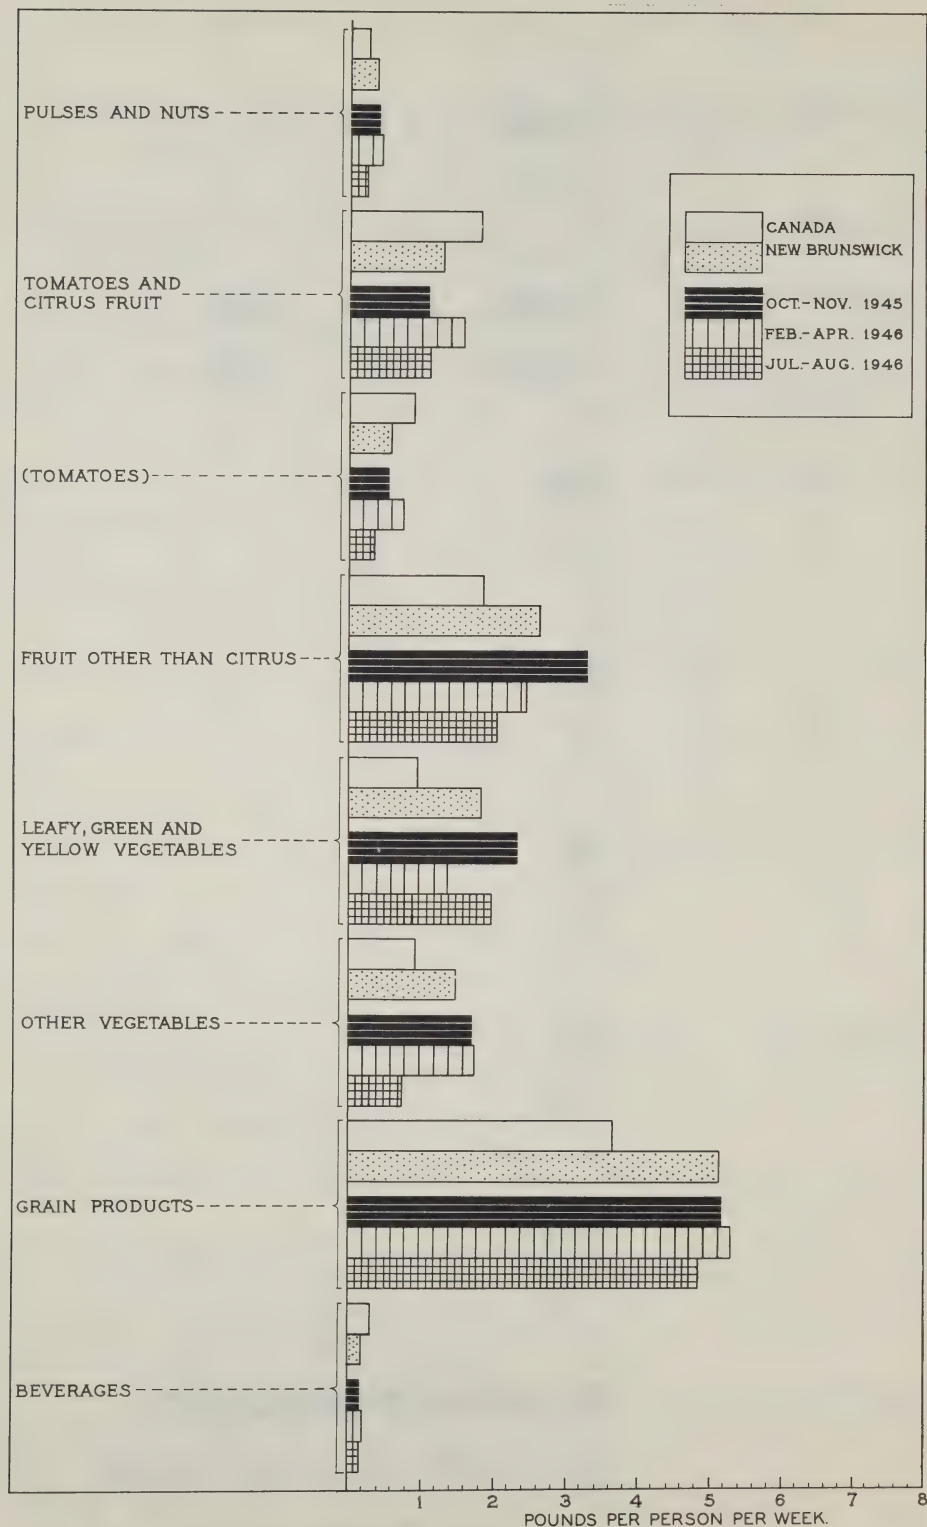 PULSES AND NUTS
TOMATOES AND
CITRUS FRUIT
(TOMATOES)
FRUIT OTHER THAN CITRUS
LEAFY, GREEN AND
YELLOW VEGETABLES
OTHER VEGETABLES
GRAIN PRODUCTS
BEVERAGES
CANADA
NEW BRUNSWICK
OCT.-NOV. 1945
FEB.-APR. 1946
JUL.-AUG. 1946
1 2 3 4 5 6 7 8
POUNDS PER PERSON PER WEEK.